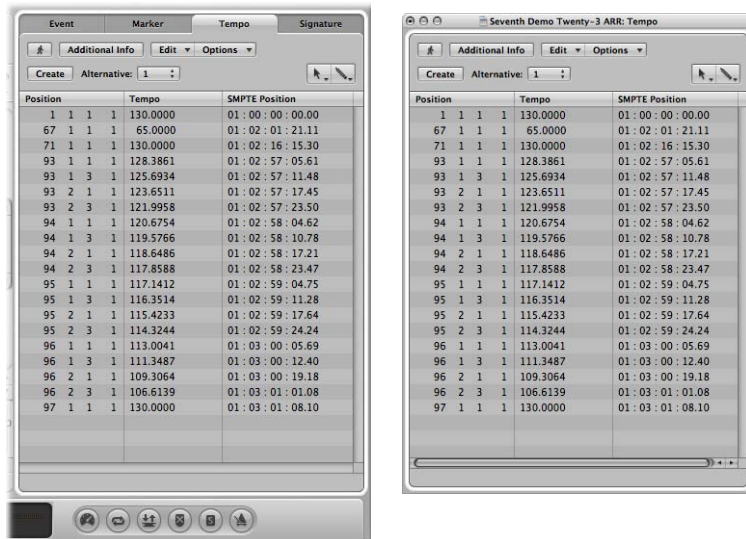 Event Marker Tempo Signature
Additional Info Edit Options
Create Alternative: 1
Position Tempo SMPTE Position
1 1 1 1 130.0000 01 : 00 : 00 : 00.00
67 1 1 1 65.0000 01 : 02 : 01 : 21.11
71 1 1 1 130.0000 01 : 02 : 16 : 15.30
93 1 1 1 128.3861 01 : 02 : 57 : 05.61
93 1 3 1 125.6934 01 : 02 : 57 : 11.48
93 2 1 1 123.6511 01 : 02 : 57 : 17.45
93 2 3 1 121.9958 01 : 02 : 57 : 23.50
94 1 1 1 120.6754 01 : 02 : 58 : 04.62
94 1 3 1 119.5766 01 : 02 : 58 : 10.78
94 2 1 1 118.6486 01 : 02 : 58 : 17.21
94 2 3 1 117.8588 01 : 02 : 58 : 23.47
95 1 1 1 117.1412 01 : 02 : 59 : 04.75
95 1 3 1 116.3514 01 : 02 : 59 : 11.28
95 2 1 1 115.4233 01 : 02 : 59 : 17.64
95 2 3 1 114.3244 01 : 02 : 59 : 24.24
96 1 1 1 113.0041 01 : 03 : 00 : 05.69
96 1 3 1 111.3487 01 : 03 : 00 : 12.40
96 2 1 1 109.3064 01 : 03 : 00 : 19.18
96 2 3 1 106.6139 01 : 03 : 01 : 01.08
97 1 1 1 130.0000 01 : 03 : 01 : 08.10
S
Seventh Demo Twenty-3 ARR: Tempo
Additional Info Edit Options
Create Alternative: 1
Position Tempo SMPTE Position
1 1 1 1 130.0000 01 : 00 : 00 : 00.00
67 1 1 1 65.0000 01 : 02 : 01 : 21.11
71 1 1 1 130.0000 01 : 02 : 16 : 15.30
93 1 1 1 128.3861 01 : 02 : 57 : 05.61
93 1 3 1 125.6934 01 : 02 : 57 : 11.48
93 2 1 1 123.6511 01 : 02 : 57 : 17.45
93 2 3 1 121.9958 01 : 02 : 57 : 23.50
94 1 1 1 120.6754 01 : 02 : 58 : 04.62
94 1 3 1 119.5766 01 : 02 : 58 : 10.78
94 2 1 1 118.6486 01 : 02 : 58 : 17.21
94 2 3 1 117.8588 01 : 02 : 58 : 23.47
95 1 1 1 117.1412 01 : 02 : 59 : 04.75
95 1 3 1 116.3514 01 : 02 : 59 : 11.28
95 2 1 1 115.4233 01 : 02 : 59 : 17.64
95 2 3 1 114.3244 01 : 02 : 59 : 24.24
96 1 1 1 113.0041 01 : 03 : 00 : 05.69
96 1 3 1 111.3487 01 : 03 : 00 : 12.40
96 2 1 1 109.3064 01 : 03 : 00 : 19.18
96 2 3 1 106.6139 01 : 03 : 01 : 01.08
97 1 1 1 130.0000 01 : 03 : 01 : 08.10